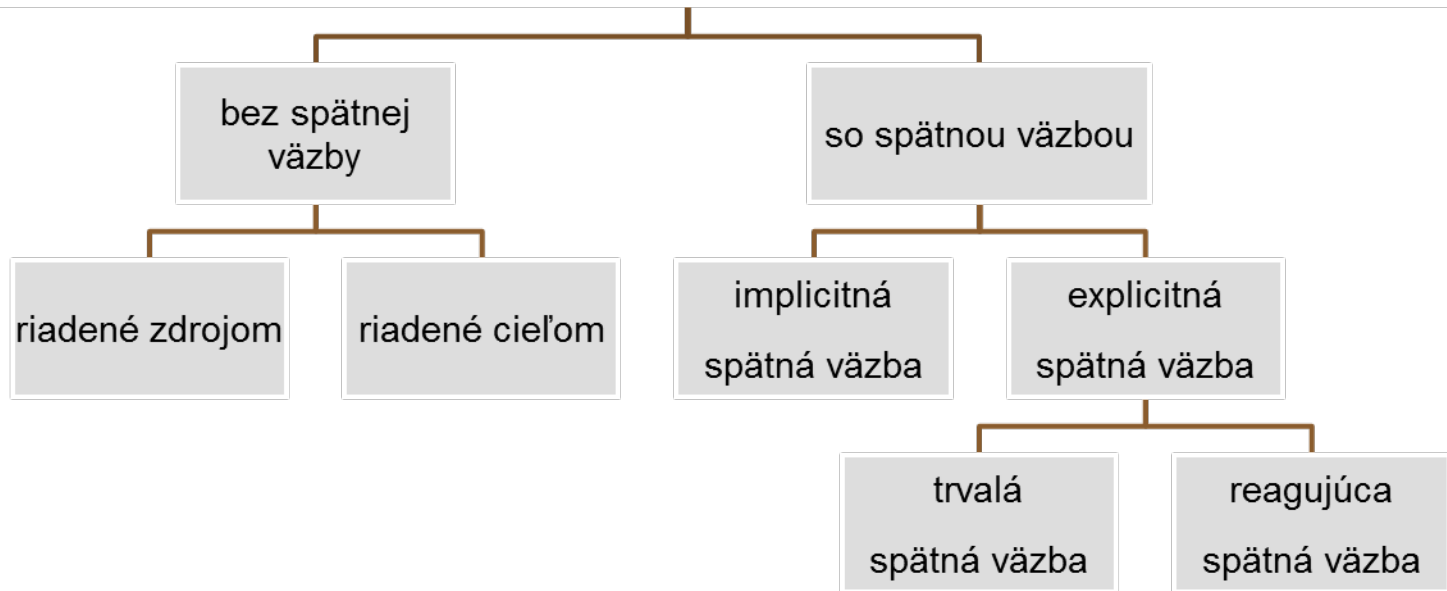 bez spätnej
väzby
so spätnou väzbou
riadené zdrojom
riadené cieľom
implicitná
spätná väzba
explicitná
spätná väzba
trvalá
spätná väzba
reagujúca
spätná väzba